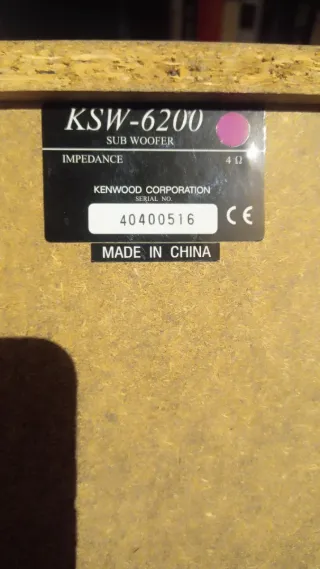 KSW-6200
SUB WOOFER
IMPEDANCE 4 Ω
KENWOOD CORPORATION
SERIAL NO.
40400516 CE
MADE IN CHINA